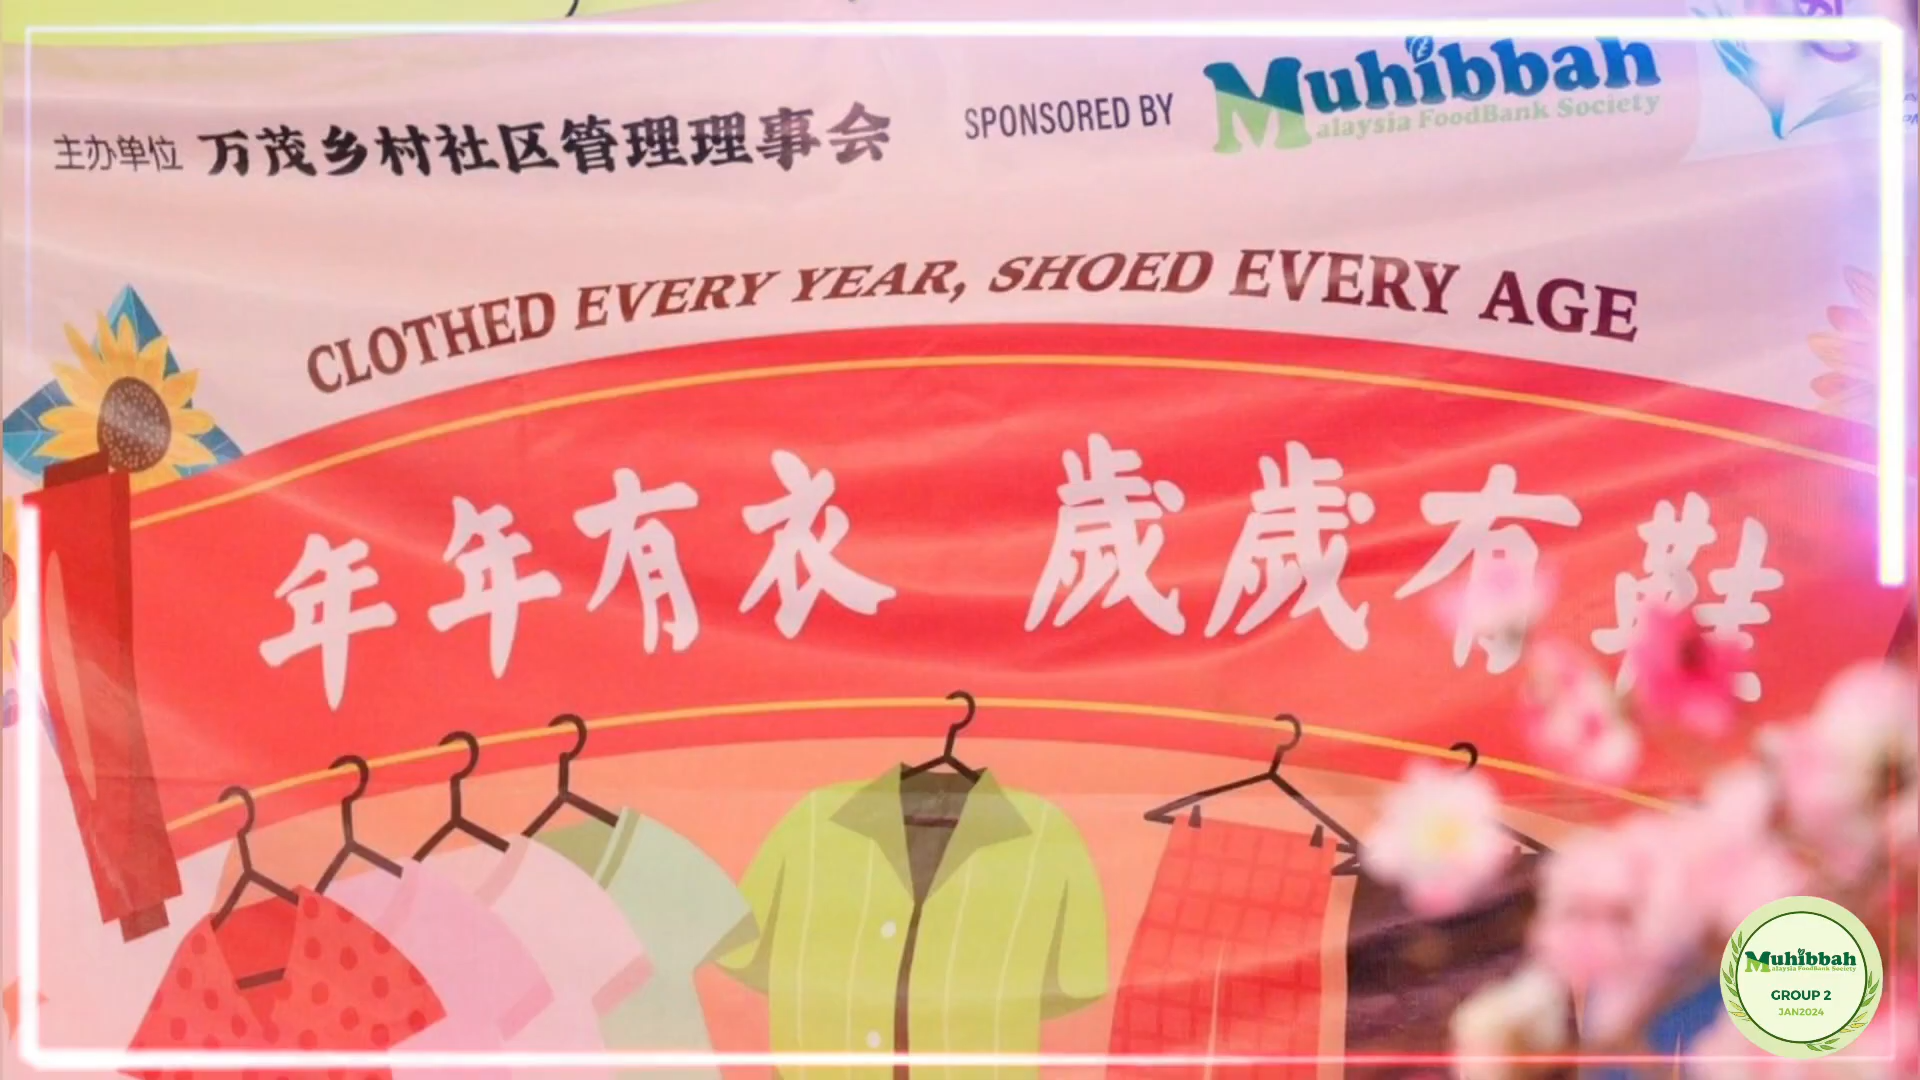 主办单位 万茂乡村社区管理理事会 SPONSORED BY Muhibbah
Malaysia FoodBank Society
CLOTHED EVERY YEAR, SHOED EVERY AGE
年年有衣 歲歲有鞋
Muhibbah
Malaysia FoodBank Society
GROUP 2
JAN2024